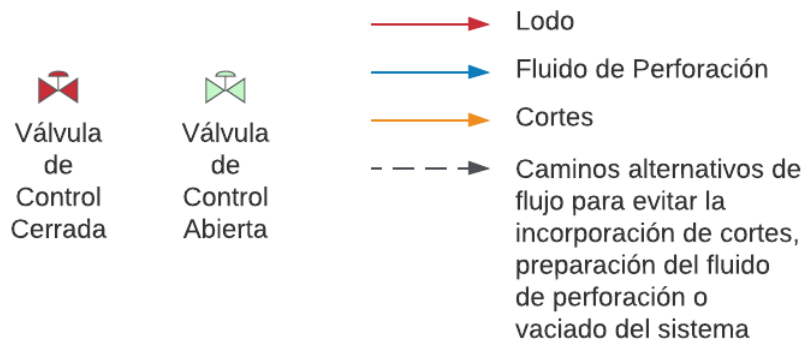 Válvula
de
Control
Cerrada
Válvula
de
Control
Abierta
Lodo
Fluido de Perforación
Cortes
Caminos alternativos de
flujo para evitar la
incorporación de cortes,
preparación del fluido
de perforación o
vaciado del sistema